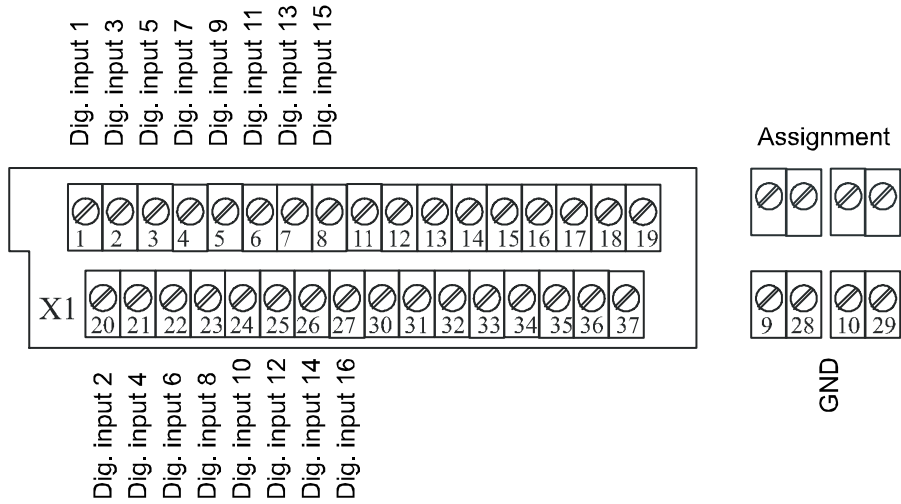 Dig. input 1
Dig. input 3
Dig. input 5
Dig. input 7
Dig. input 9
Dig. input 11
Dig. input 13
Dig. input 15
Assignment
1 2 3 4 5 6 7 8 11 12 13 14 15 16 17 18 19
X1
20 21 22 23 24 25 26 27 30 31 32 33 34 35 36 37
9 28 10 29
GND
Dig. input 2
Dig. input 4
Dig. input 6
Dig. input 8
Dig. input 10
Dig. input 12
Dig. input 14
Dig. input 16